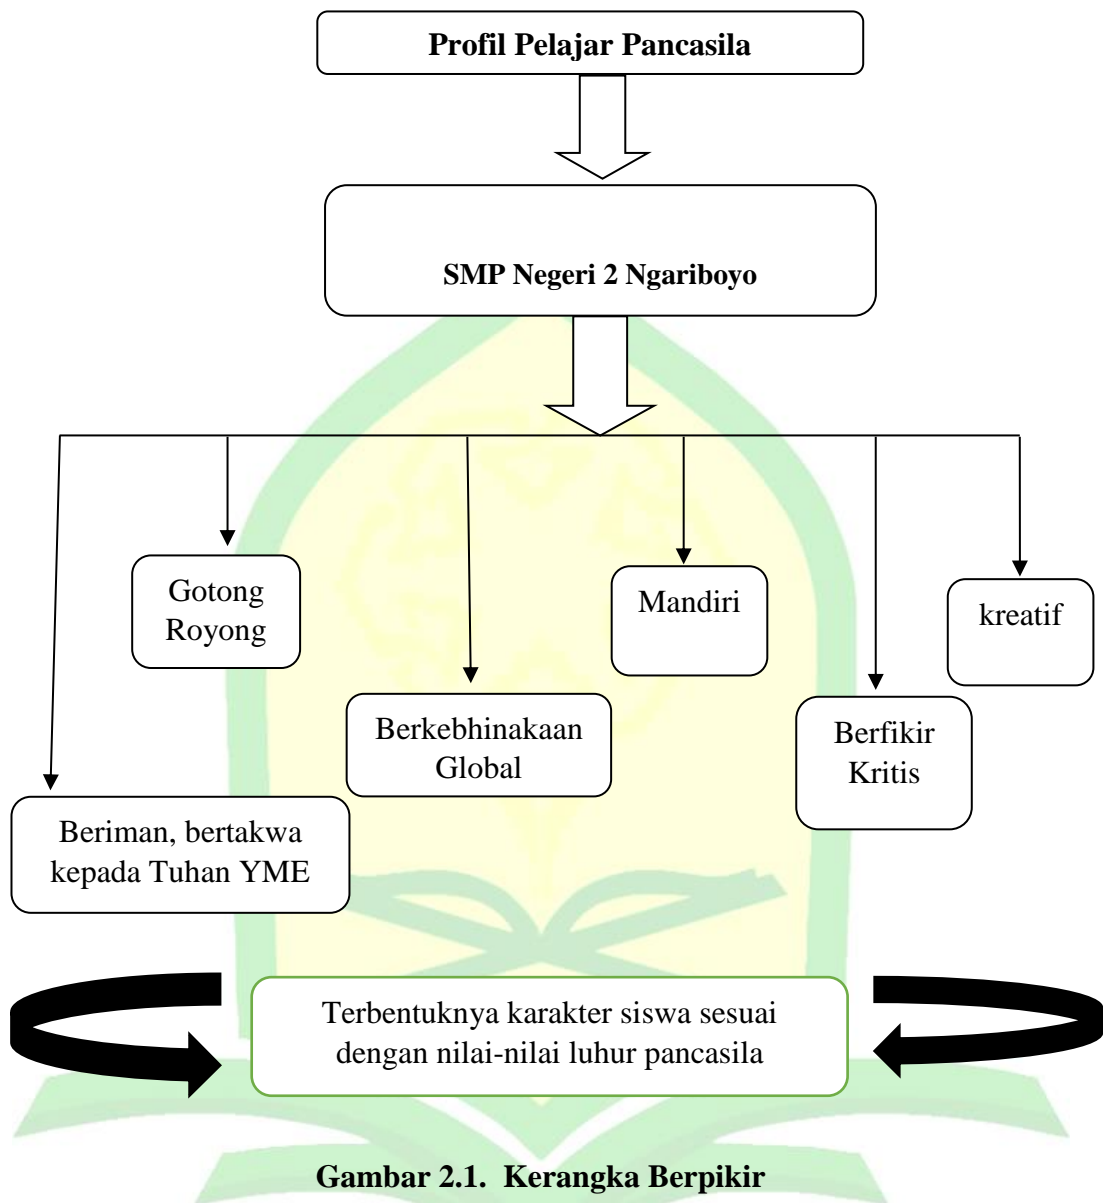 Profil Pelajar Pancasila
SMP Negeri 2 Ngariboyo
Gotong
Royong
Mandiri
kreatif
Berkebhinakaan
Global
Berfikir
Kritis
Beriman, bertakwa
kepada Tuhan YME
Terbentuknya karakter siswa sesuai
dengan nilai-nilai luhur pancasila
Gambar 2.1.  Kerangka Berpikir